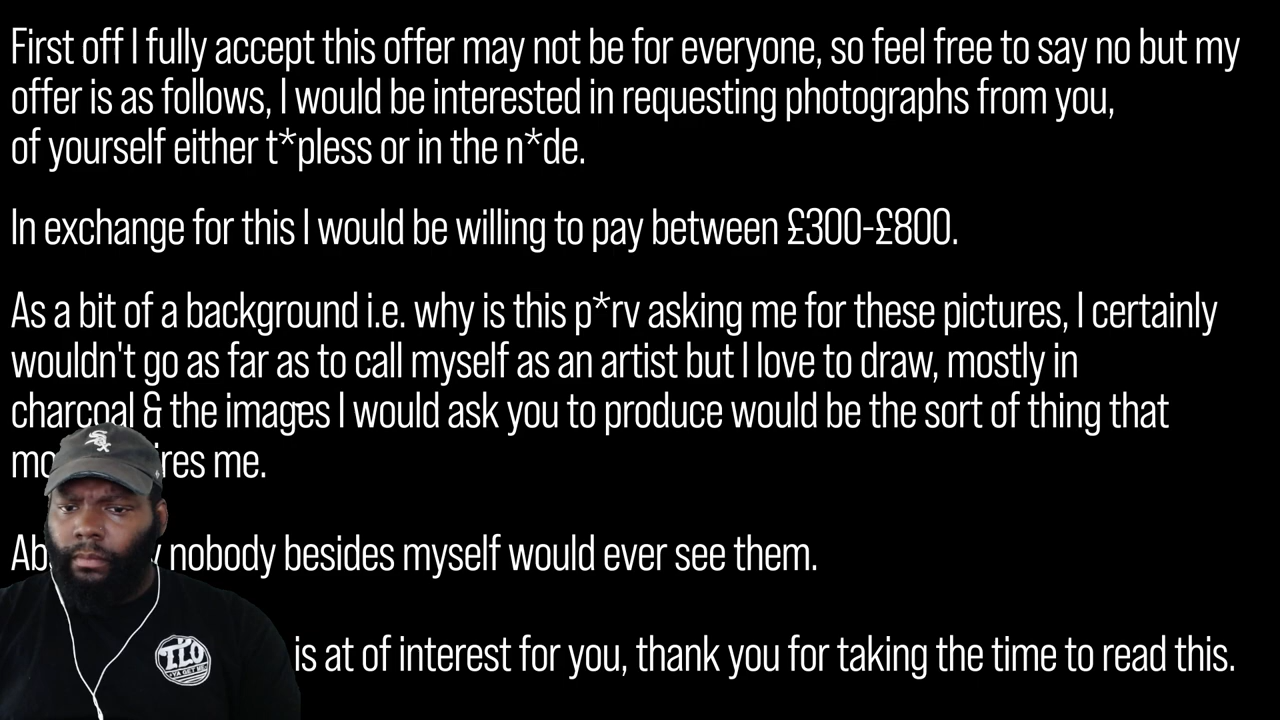 First off I fully accept this offer may not be for everyone, so feel free to say no but my
offer is as follows, I would be interested in requesting photographs from you,
of yourself either t*pless or in the n*de.
In exchange for this I would be willing to pay between £300-£800.
As a bit of a background i.e. why is this p*rv asking me for these pictures, I certainly
wouldn't go as far as to call myself as an artist but I love to draw, mostly in
charcoal & the images I would ask you to produce would be the sort of thing that
me.
nobody besides myself would ever see them.
is at of interest for you, thank you for taking the time to read this.
SOX
TLO